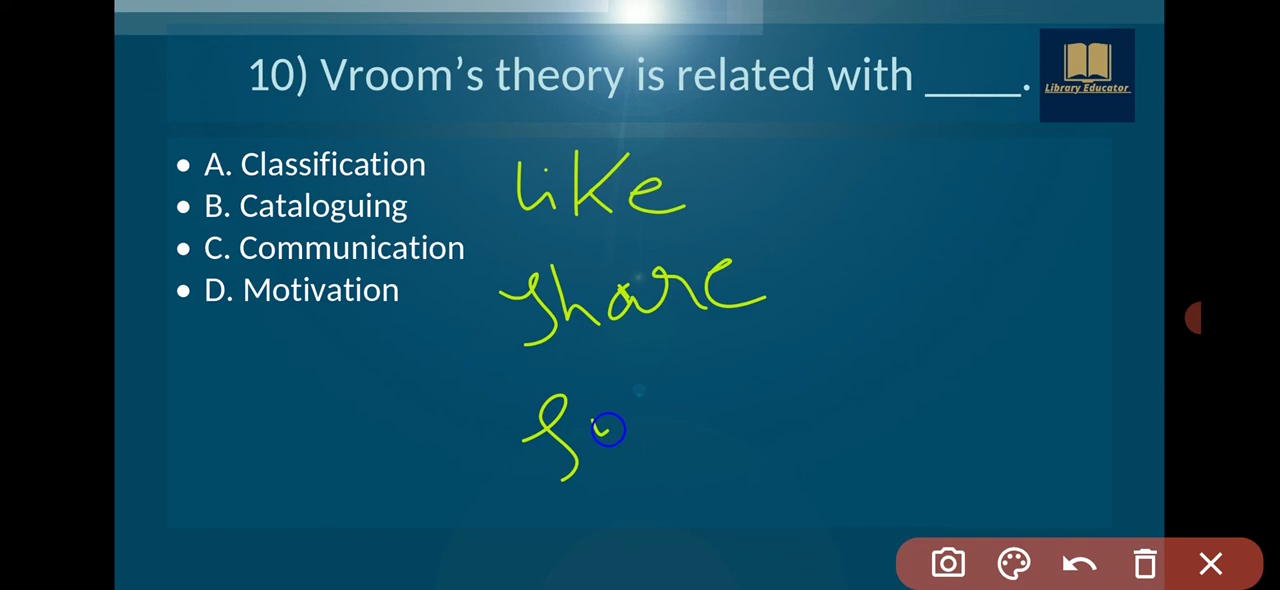 10) Vroom's theory is related with _____.
Library Educator
• A. Classification
• B. Cataloguing
• C. Communication
• D. Motivation
like
share